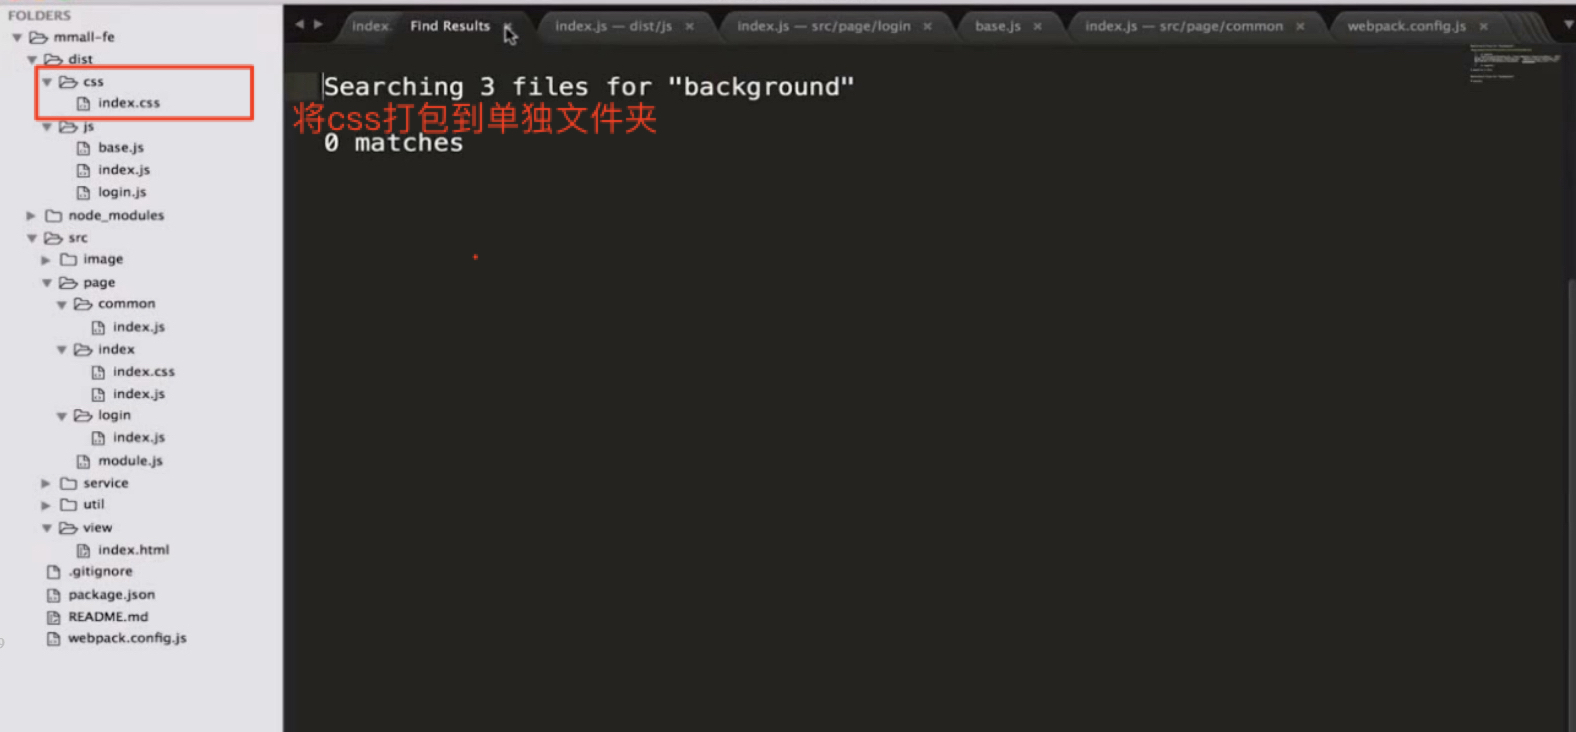 FOLDERS
mmall-fe
dist
css
index.css
js
base.js
index.js
login.js
node_modules
src
image
page
common
index.js
index
index.css
index.js
login
index.js
module.js
service
util
view
index.html
.gitignore
package.json
README.md
webpack.config.js
index.
Find Results
index.js — dist/js
index.js — src/page/login
base.js
index.js — src/page/common
webpack.config.js
Searching 3 files for "background"
将css打包到单独文件夹
0 matches